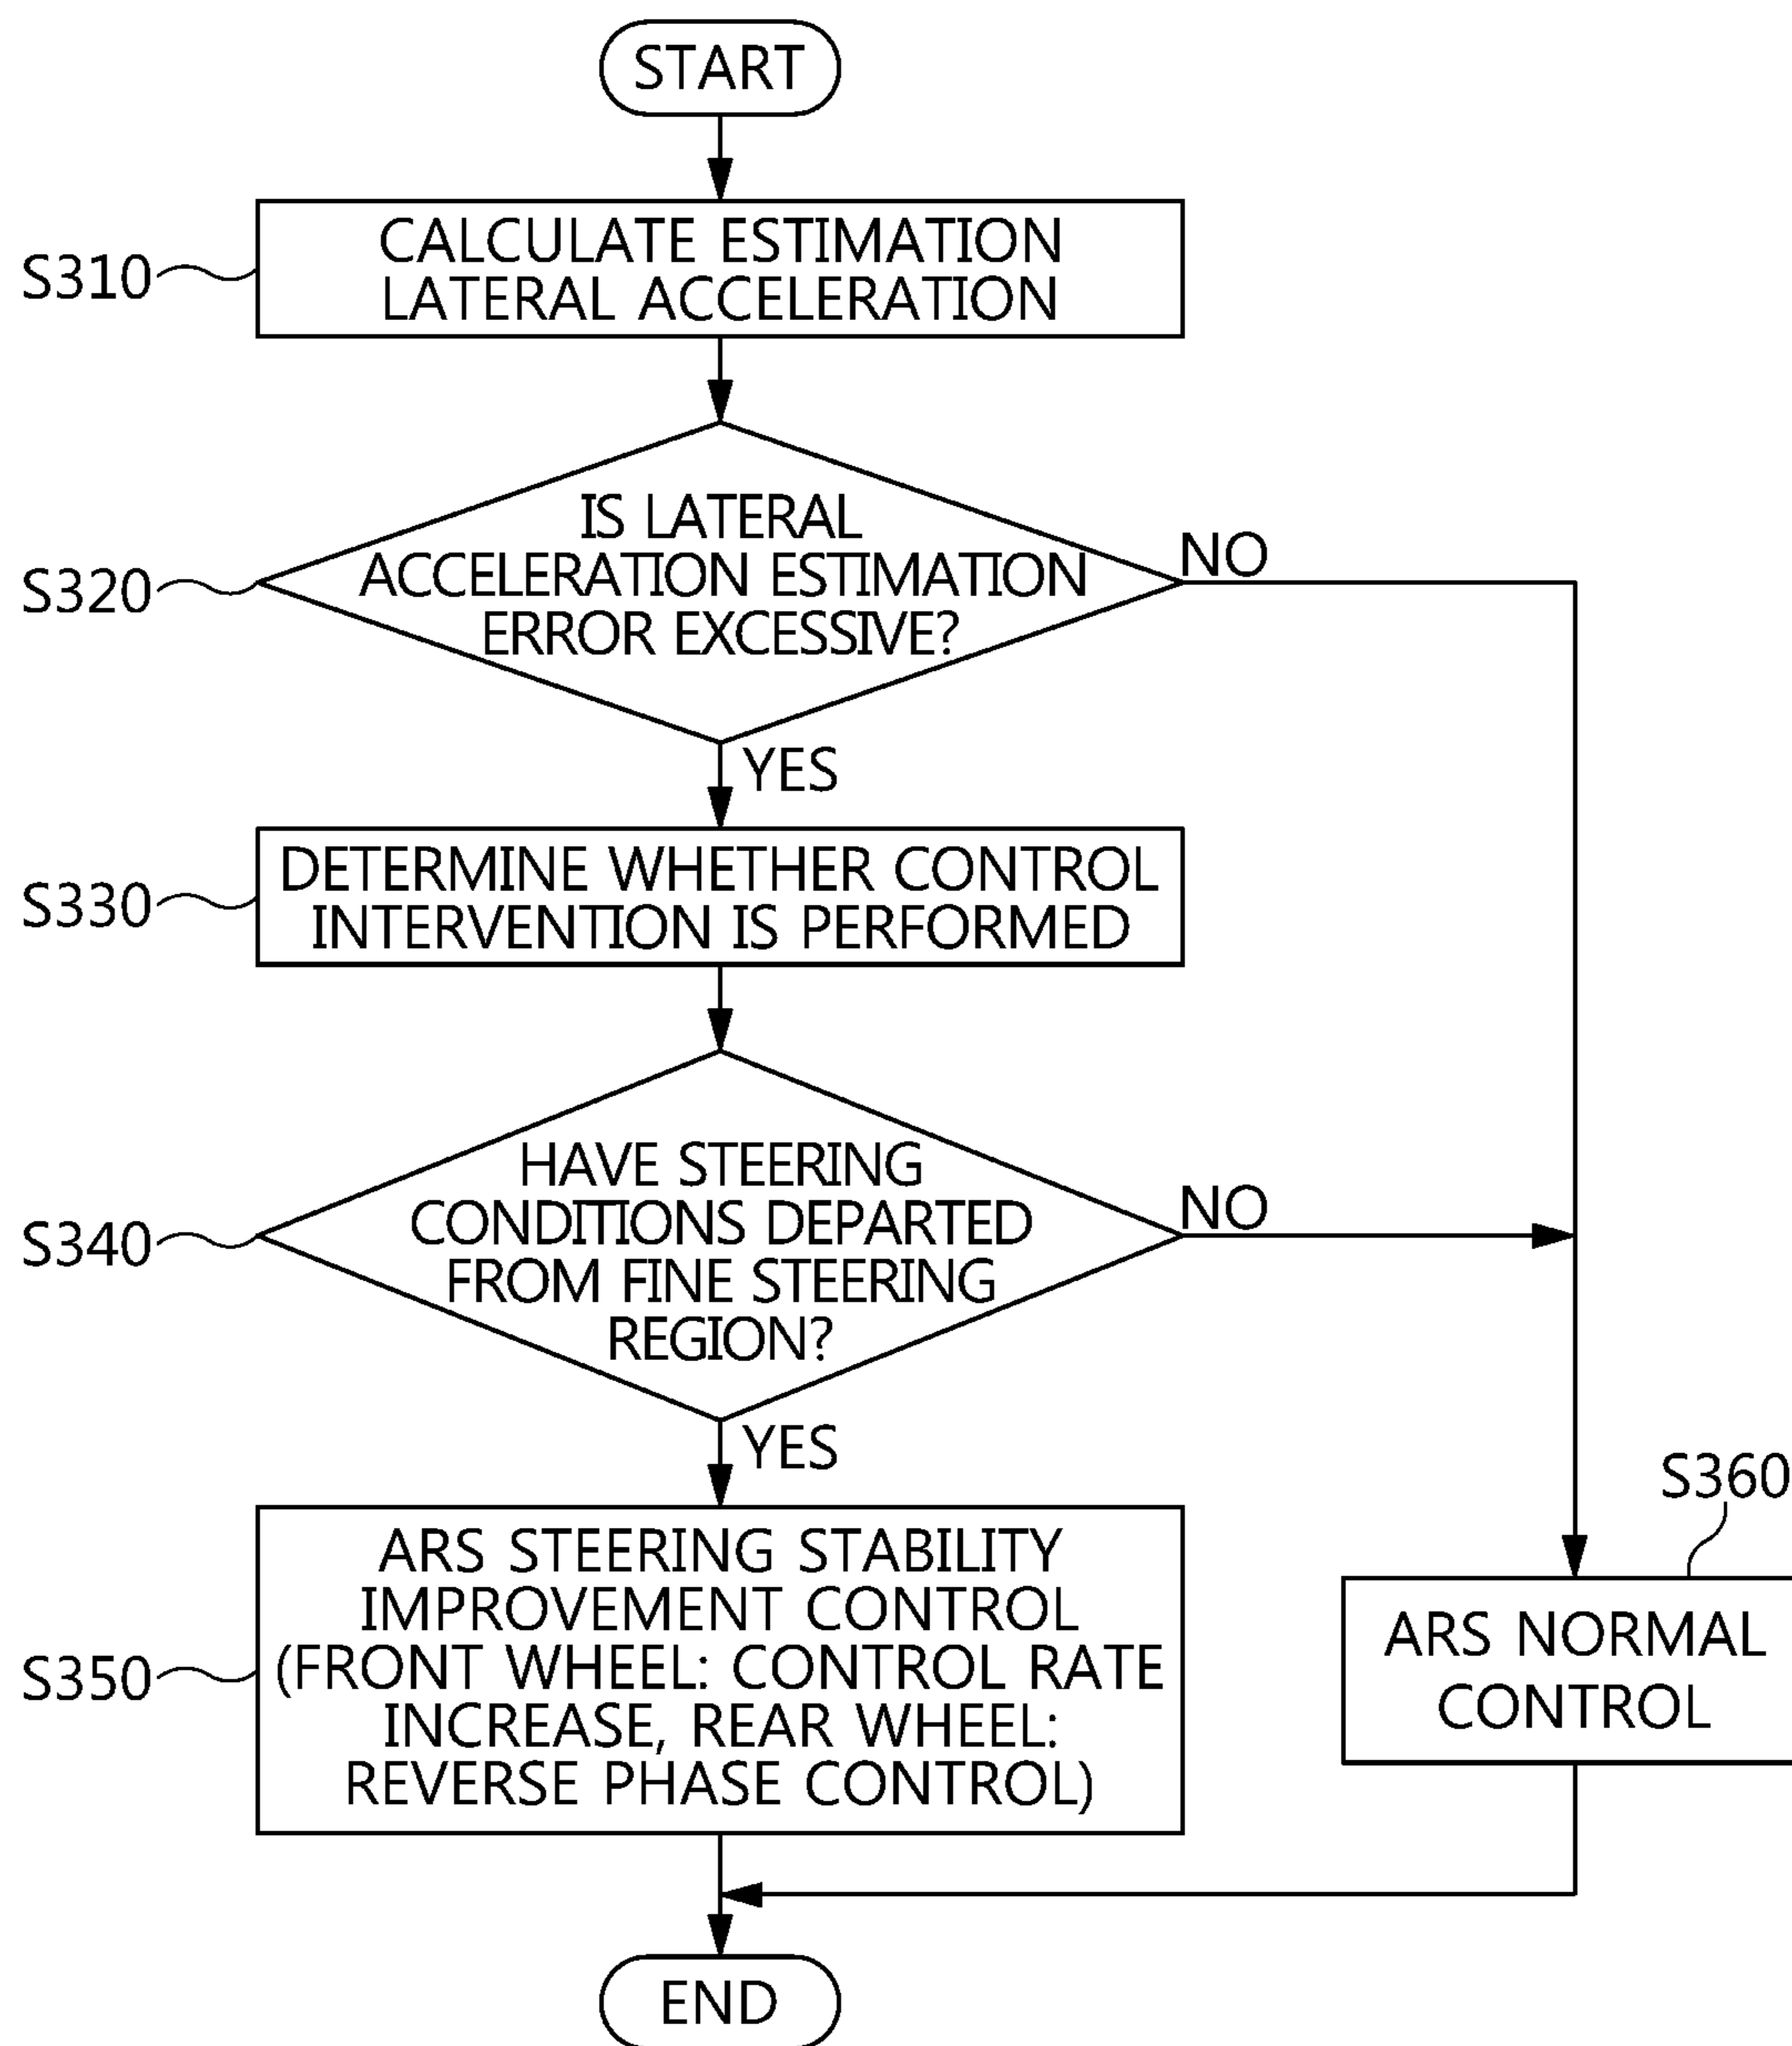 START
S310
CALCULATE ESTIMATION
LATERAL ACCELERATION
S320
IS LATERAL
ACCELERATION ESTIMATION
ERROR EXCESSIVE?
NO
YES
S330
DETERMINE WHETHER CONTROL
INTERVENTION IS PERFORMED
S340
HAVE STEERING
CONDITIONS DEPARTED
FROM FINE STEERING
REGION?
NO
YES
S350
ARS STEERING STABILITY
IMPROVEMENT CONTROL
(FRONT WHEEL: CONTROL RATE
INCREASE, REAR WHEEL:
REVERSE PHASE CONTROL)
S360
ARS NORMAL
CONTROL
END